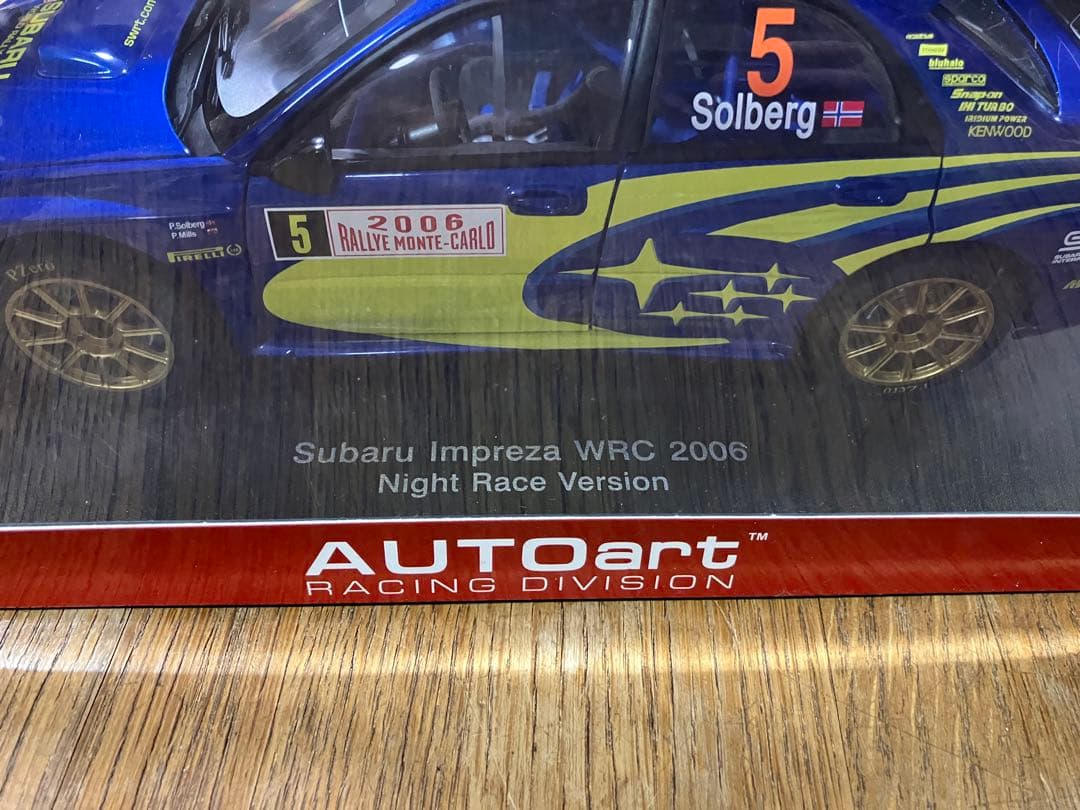 SUBARU
swrt.com
5
Solberg
bluhalo
sparco
Snap-on
IHI TURBO
IRIDIUM POWER
KENWOOD
P.Solberg
P.Mills
PIRELLI
5
2006
RALLYE MONTE-CARLO
PZero
Subaru Impreza WRC 2006
Night Race Version
AUTOart™
RACING DIVISION